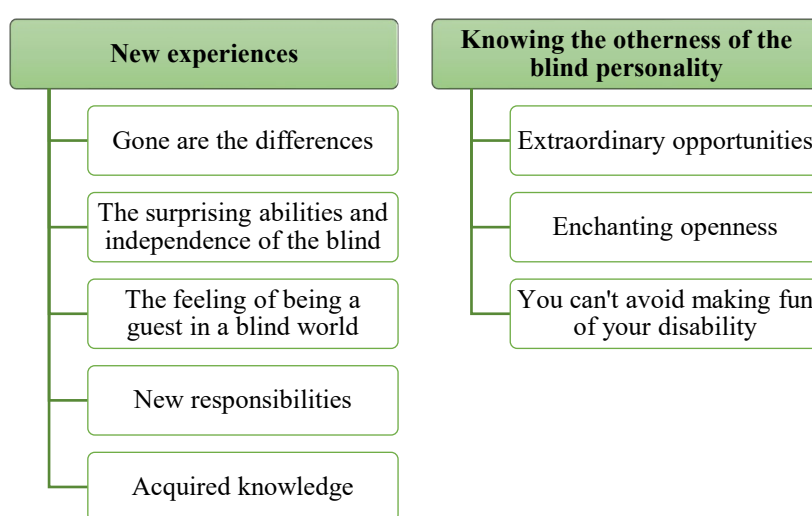 New experiences
Gone are the differences
The surprising abilities and
independence of the blind
The feeling of being a
guest in a blind world
New responsibilities
Acquired knowledge
Knowing the otherness of the
blind personality
Extraordinary opportunities
Enchanting openness
You can't avoid making fun
of your disability